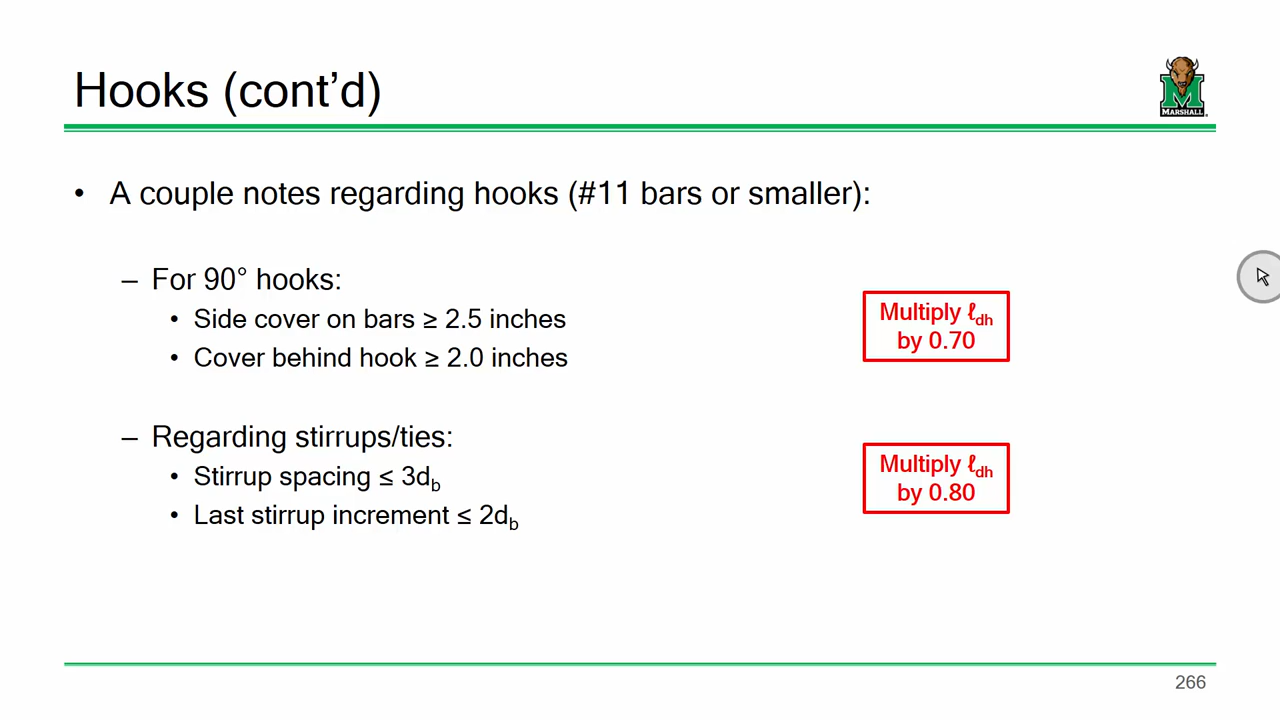 Hooks (cont’d)
MARSHALL
• A couple notes regarding hooks (#11 bars or smaller):
– For 90° hooks:
• Side cover on bars ≥ 2.5 inches
• Cover behind hook ≥ 2.0 inches
Multiply ℓdh
by 0.70
– Regarding stirrups/ties:
• Stirrup spacing ≤ 3db
• Last stirrup increment ≤ 2db
Multiply ℓdh
by 0.80
266